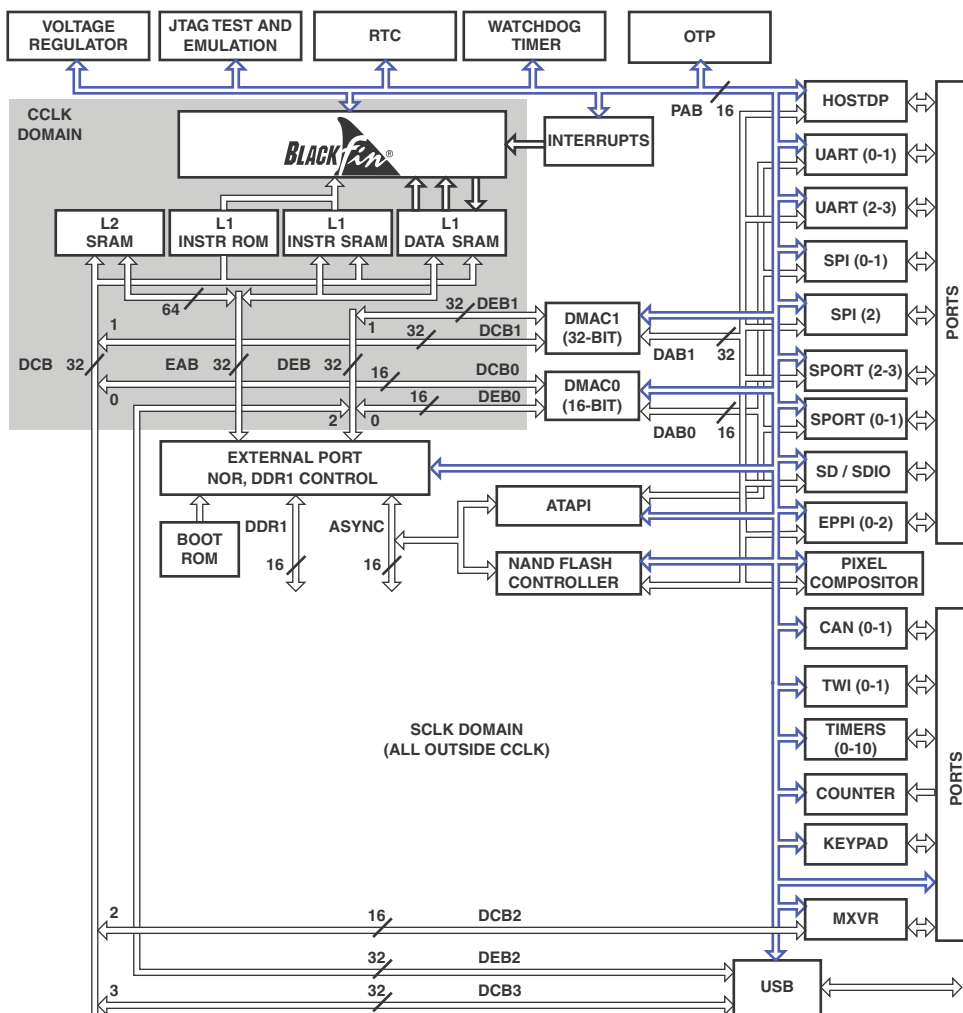 VOLTAGE
REGULATOR
JTAG TEST AND
EMULATION
RTC
WATCHDOG
TIMER
OTP
CCLK
DOMAIN
PAB
16
HOSTDP
BLACKfin®
INTERRUPTS
UART (0-1)
UART (2-3)
L2
SRAM
L1
INSTR ROM
L1
INSTR SRAM
L1
DATA SRAM
SPI (0-1)
64
32
DEB1
DMAC1
(32-BIT)
SPI (2)
PORTS
1
1
32
DCB1
DAB1
32
DCB
32
EAB
32
DEB
32
16
DCB0
DMAC0
(16-BIT)
SPORT (2-3)
0
16
DEB0
2
0
DAB0
16
SPORT (0-1)
EXTERNAL PORT
NOR, DDR1 CONTROL
SD / SDIO
ATAPI
EPPI (0-2)
BOOT
ROM
DDR1
16
ASYNC
16
NAND FLASH
CONTROLLER
PIXEL
COMPOSITOR
CAN (0-1)
TWI (0-1)
SCLK DOMAIN
(ALL OUTSIDE CCLK)
TIMERS
(0-10)
PORTS
COUNTER
KEYPAD
2
16
DCB2
MXVR
32
DEB2
USB
3
32
DCB3